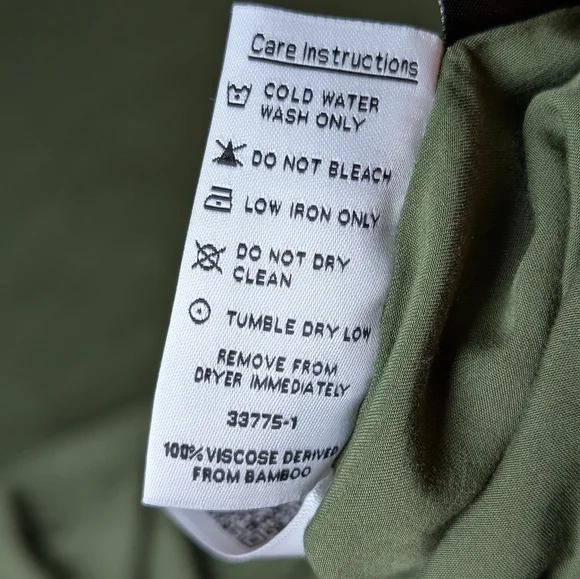 Care Instructions
COLD WATER
WASH ONLY
DO NOT BLEACH
LOW IRON ONLY
DO NOT DRY
CLEAN
TUMBLE DRY LOW
REMOVE FROM
DRYER IMMEDIATELY
33775-1
100% VISCOSE DERIVED
FROM BAMBOO